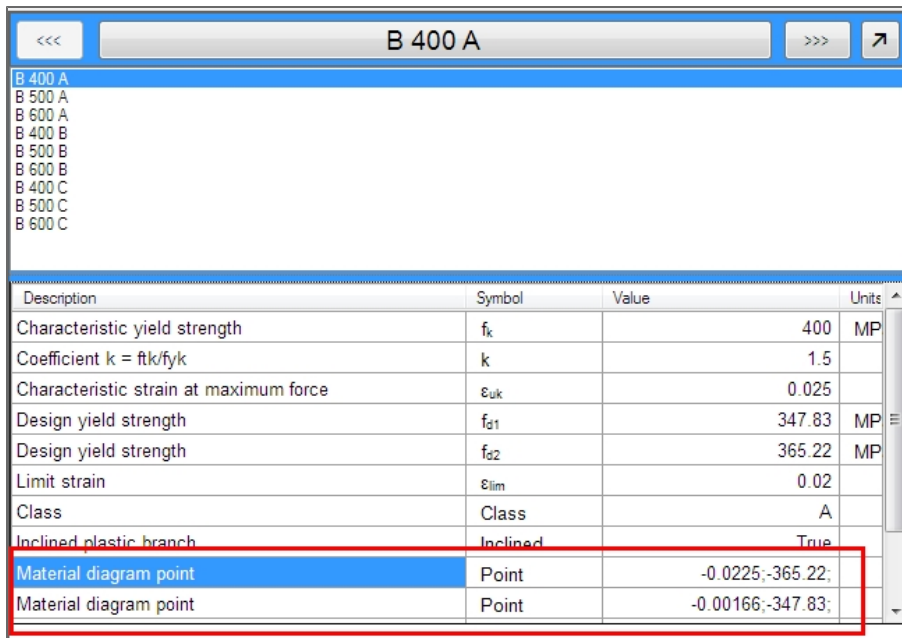 <<< B 400 A >>>
B 400 A
B 500 A
B 600 A
B 400 B
B 500 B
B 600 B
B 400 C
B 500 C
B 600 C
Description Symbol Value Units
Characteristic yield strength fk 400 MP
Coefficient k = ftk/fyk k 1.5
Characteristic strain at maximum force εuk 0.025
Design yield strength fd1 347.83 MP
Design yield strength fd2 365.22 MP
Limit strain εlim 0.02
Class Class A
Inclined plastic branch Inclined True
Material diagram point Point -0.0225;-365.22;
Material diagram point Point -0.00166;-347.83;